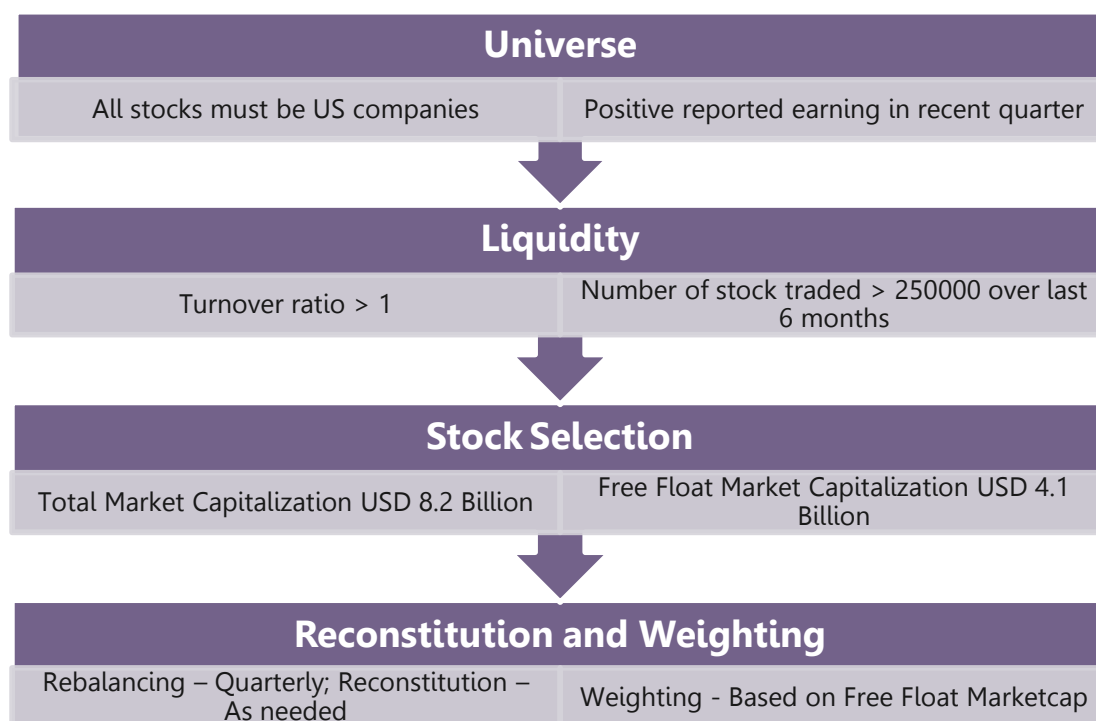 Universe
All stocks must be US companies
Positive reported earning in recent quarter
Liquidity
Turnover ratio > 1
Number of stock traded > 250000 over last
6 months
Stock Selection
Total Market Capitalization USD 8.2 Billion
Free Float Market Capitalization USD 4.1
Billion
Reconstitution and Weighting
Rebalancing – Quarterly; Reconstitution –
As needed
Weighting - Based on Free Float Marketcap